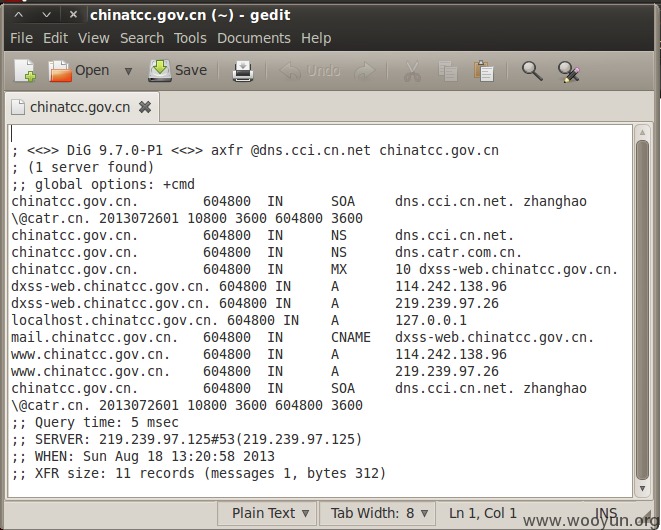 chinatcc.gov.cn (~) - gedit
File Edit View Search Tools Documents Help
Open Save Undo
chinatcc.gov.cn
; <<>> DiG 9.7.0-P1 <<>> axfr @dns.cci.cn.net chinatcc.gov.cn
; (1 server found)
;; global options: +cmd
chinatcc.gov.cn. 604800 IN SOA dns.cci.cn.net. zhanghao
\@catr.cn. 2013072601 10800 3600 604800 3600
chinatcc.gov.cn. 604800 IN NS dns.cci.cn.net.
chinatcc.gov.cn. 604800 IN NS dns.catr.com.cn.
chinatcc.gov.cn. 604800 IN MX 10 dxss-web.chinatcc.gov.cn.
dxss-web.chinatcc.gov.cn. 604800 IN A 114.242.138.96
dxss-web.chinatcc.gov.cn. 604800 IN A 219.239.97.26
localhost.chinatcc.gov.cn. 604800 IN A 127.0.0.1
mail.chinatcc.gov.cn. 604800 IN CNAME dxss-web.chinatcc.gov.cn.
www.chinatcc.gov.cn. 604800 IN A 114.242.138.96
www.chinatcc.gov.cn. 604800 IN A 219.239.97.26
chinatcc.gov.cn. 604800 IN SOA dns.cci.cn.net. zhanghao
\@catr.cn. 2013072601 10800 3600 604800 3600
;; Query time: 5 msec
;; SERVER: 219.239.97.125#53(219.239.97.125)
;; WHEN: Sun Aug 18 13:20:58 2013
;; XFR size: 11 records (messages 1, bytes 312)
Plain Text Tab Width: 8 Ln 1, Col 1 INS
www.wooyun.org